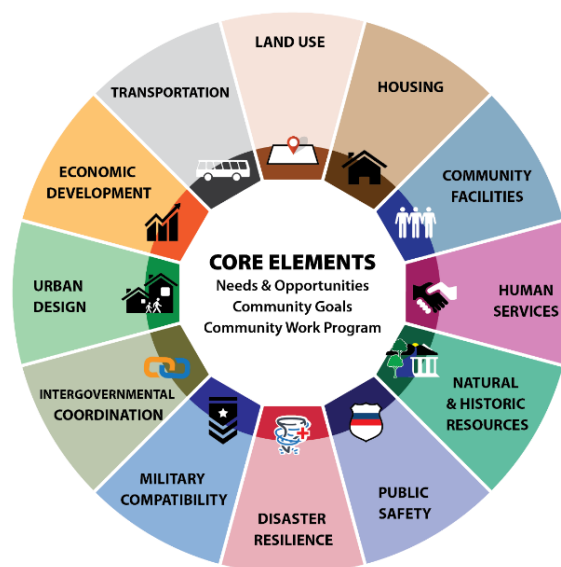 LAND USE
HOUSING
COMMUNITY
FACILITIES
HUMAN
SERVICES
NATURAL
& HISTORIC
RESOURCES
PUBLIC
SAFETY
DISASTER
RESILIENCE
MILITARY
COMPATIBILITY
INTERGOVERNMENTAL
COORDINATION
URBAN
DESIGN
ECONOMIC
DEVELOPMENT
TRANSPORTATION
CORE ELEMENTS
Needs & Opportunities
Community Goals
Community Work Program